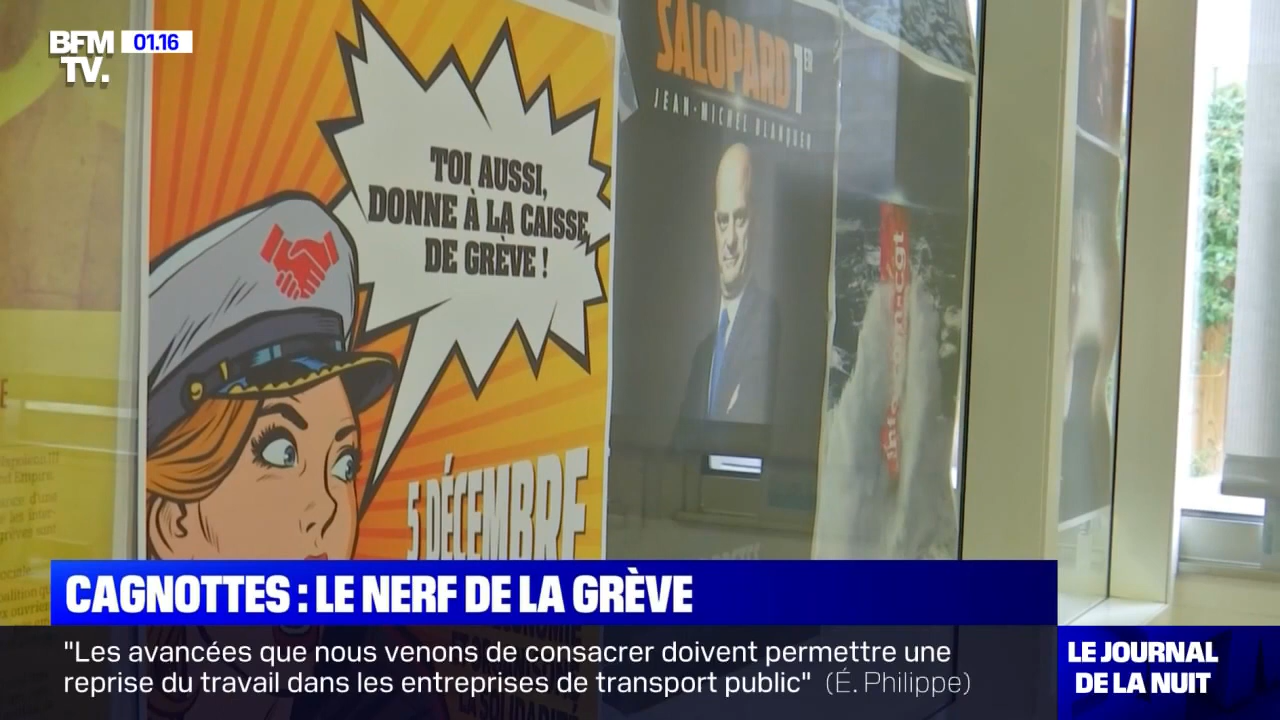 BFM
TV.
01.16
TOI AUSSI,
DONNE À LA CAISSE
DE GRÈVE !
5 DÉCEMBRE
SALOPARD 1ER
JEAN-MICHEL BLANQUER
CAGNOTTES : LE NERF DE LA GRÈVE
"Les avancées que nous venons de consacrer doivent permettre une
reprise du travail dans les entreprises de transport public" (É. Philippe)
LE JOURNAL
DE LA NUIT